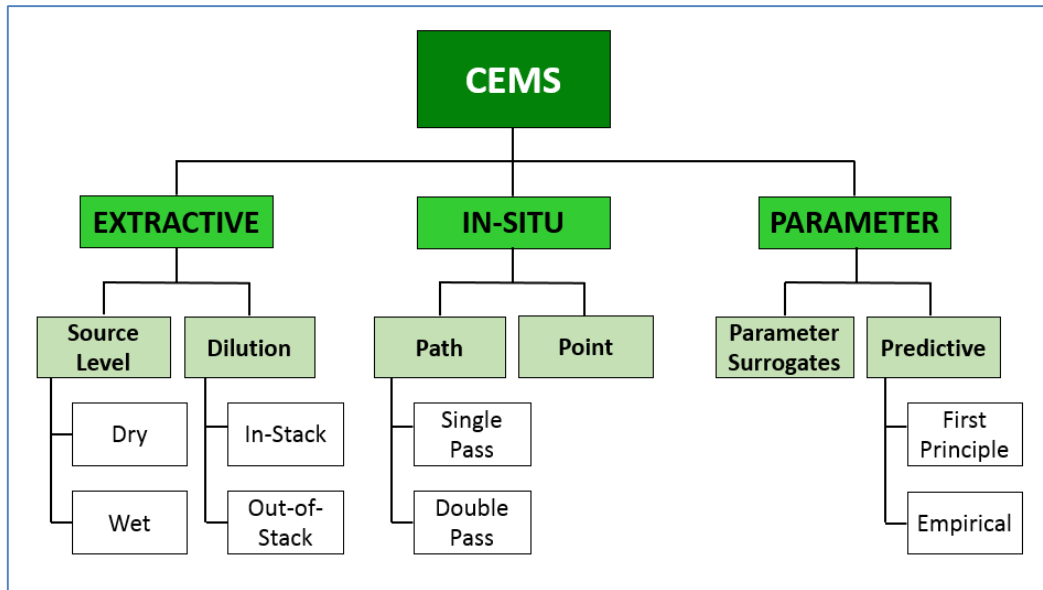 CEMS
EXTRACTIVE
IN-SITU
PARAMETER
Source
Level
Dilution
Path
Point
Parameter
Surrogates
Predictive
Dry
In-Stack
Single
Pass
First
Principle
Wet
Out-of-
Stack
Double
Pass
Empirical